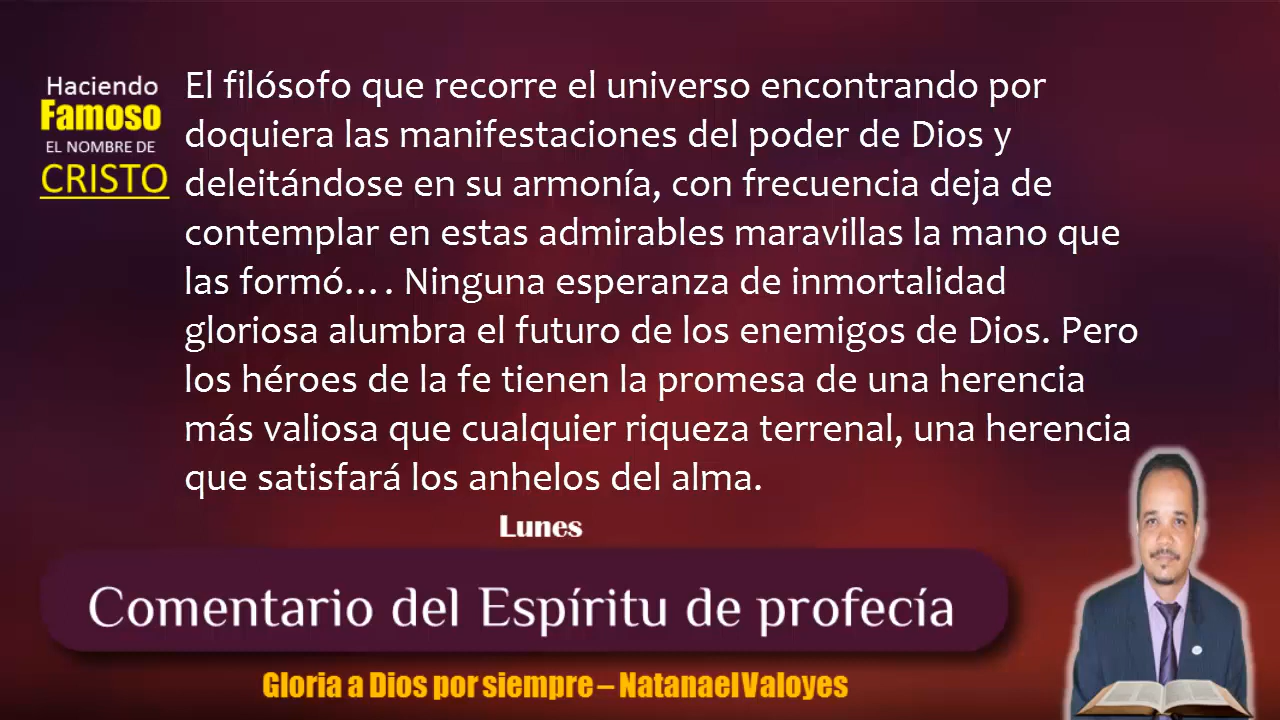 Haciendo
Famoso
EL NOMBRE DE
CRISTO
El filósofo que recorre el universo encontrando por
doquiera las manifestaciones del poder de Dios y
deleitándose en su armonía, con frecuencia deja de
contemplar en estas admirables maravillas la mano que
las formó…. Ninguna esperanza de inmortalidad
gloriosa alumbra el futuro de los enemigos de Dios. Pero
los héroes de la fe tienen la promesa de una herencia
más valiosa que cualquier riqueza terrenal, una herencia
que satisfará los anhelos del alma.
Lunes
Comentario del Espíritu de profecía
Gloria a Dios por siempre – Natanael Valoyes